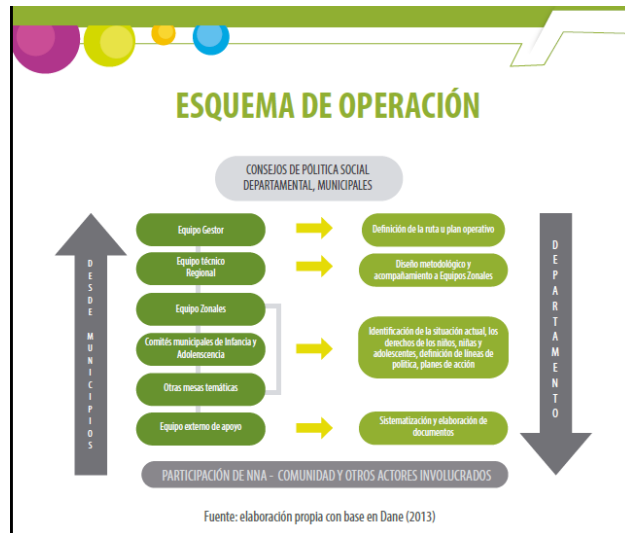 ESQUEMA DE OPERACIÓN
CONSEJOS DE POLÍTICA SOCIAL
DEPARTAMENTAL, MUNICIPALES
DESDE MUNICIPIOS
Equipo Gestor
Definición de la ruta u plan operativo
Equipo técnico
Regional
Diseño metodológico y
acompañamiento a Equipos Zonales
Equipo Zonales
Comités municipales de Infancia y
Adolenscencia
Identificación de la situación actual, los
derechos de los niños, niñas y
adolescentes, definición de líneas de
política, planes de acción
Otras mesas temáticas
Equipo externo de apoyo
Sistematización y elaboración de
documentos
DEPARTAMENTO
PARTICIPACIÓN DE NNA - COMUNIDAD Y OTROS ACTORES INVOLUCRADOS
Fuente: elaboración propia con base en Dane (2013)